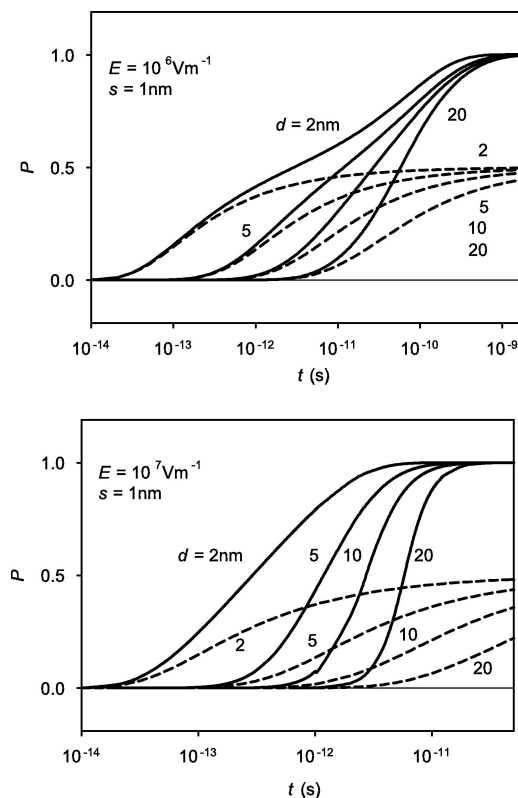 1.0
E = 10⁶Vm⁻¹
s = 1nm
20
d = 2nm
2
P
0.5
5
5
10
20
0.0
10⁻¹⁴
10⁻¹³
10⁻¹²
10⁻¹¹
10⁻¹⁰
10⁻⁹
t (s)
1.0
E = 10⁷Vm⁻¹
s = 1nm
d = 2nm
5
10
20
P
0.5
2
5
10
20
0.0
10⁻¹⁴
10⁻¹³
10⁻¹²
10⁻¹¹
t (s)